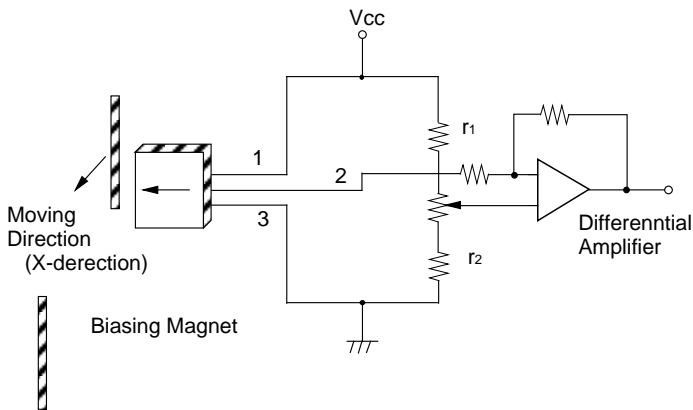 Vcc
1
2
3
r1
r2
Moving
Direction
(X-derection)
Differenntial
Amplifier
Biasing Magnet